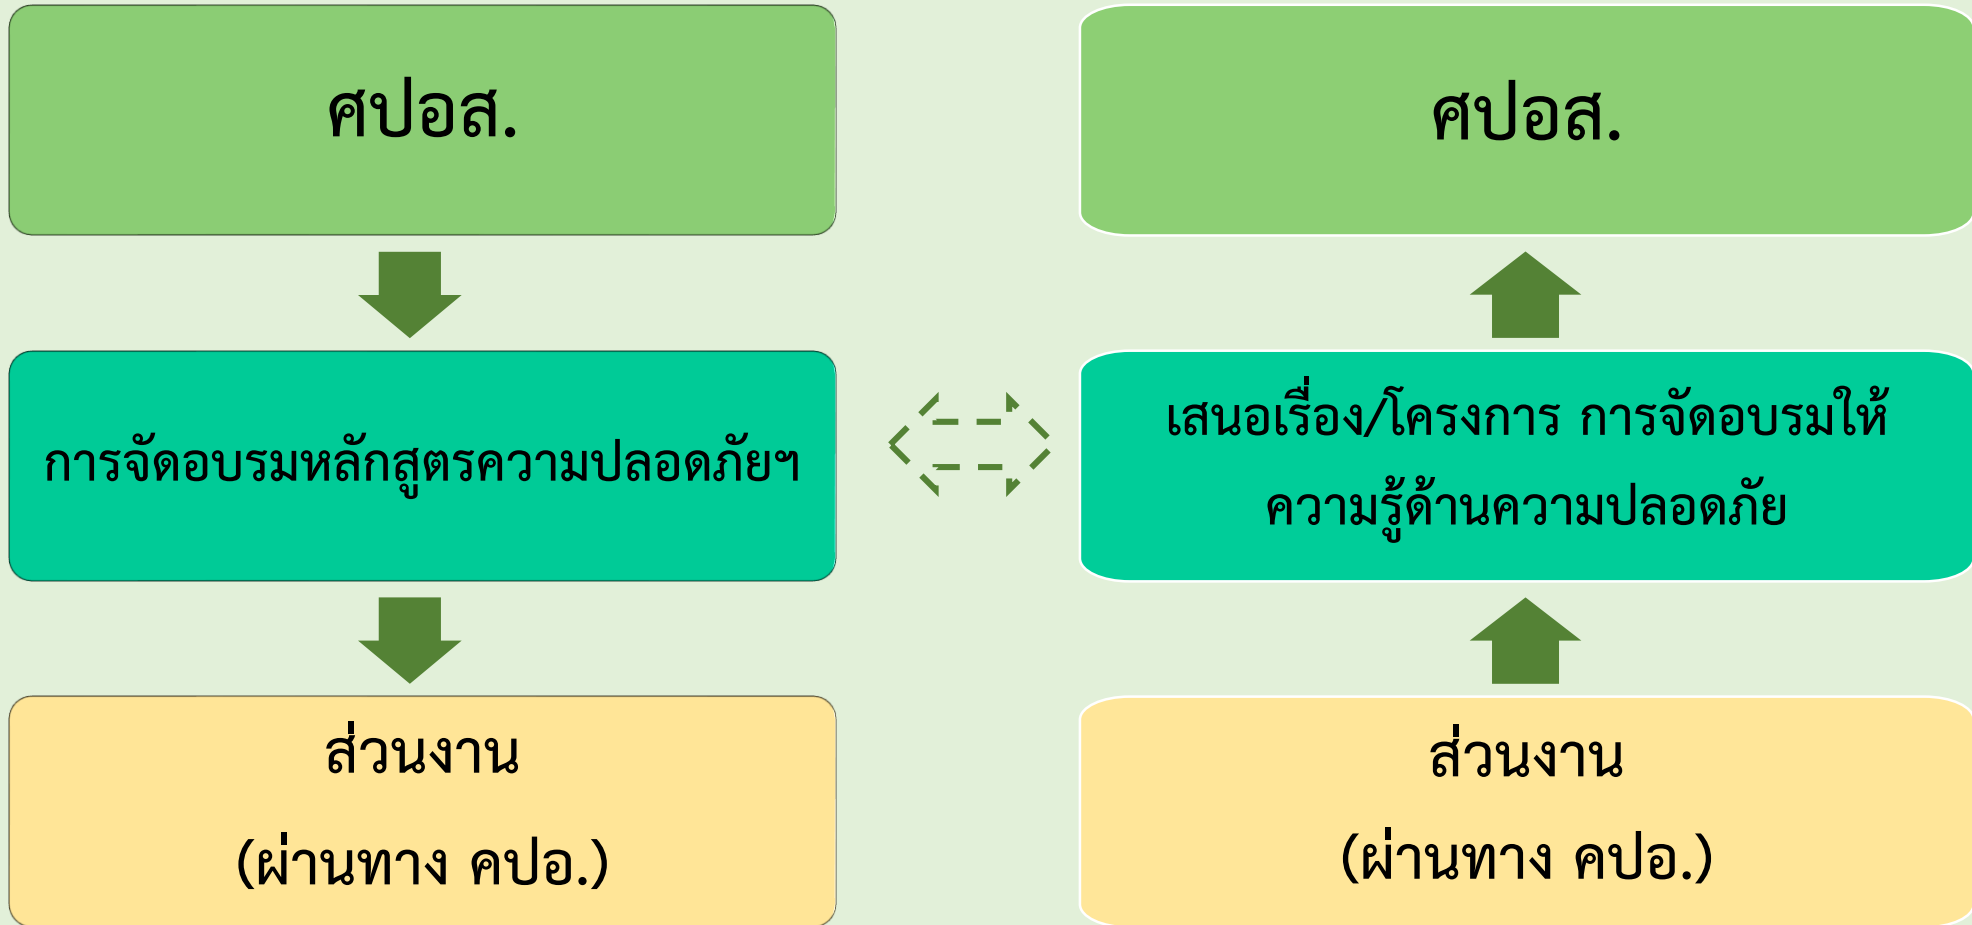 ศปอส.
การจัดอบรมหลักสูตรความปลอดภัยฯ
ส่วนงาน
(ผ่านทาง คปอ.)
ศปอส.
เสนอเรื่อง/โครงการ การจัดอบรมให้
ความรู้ด้านความปลอดภัย
ส่วนงาน
(ผ่านทาง คปอ.)